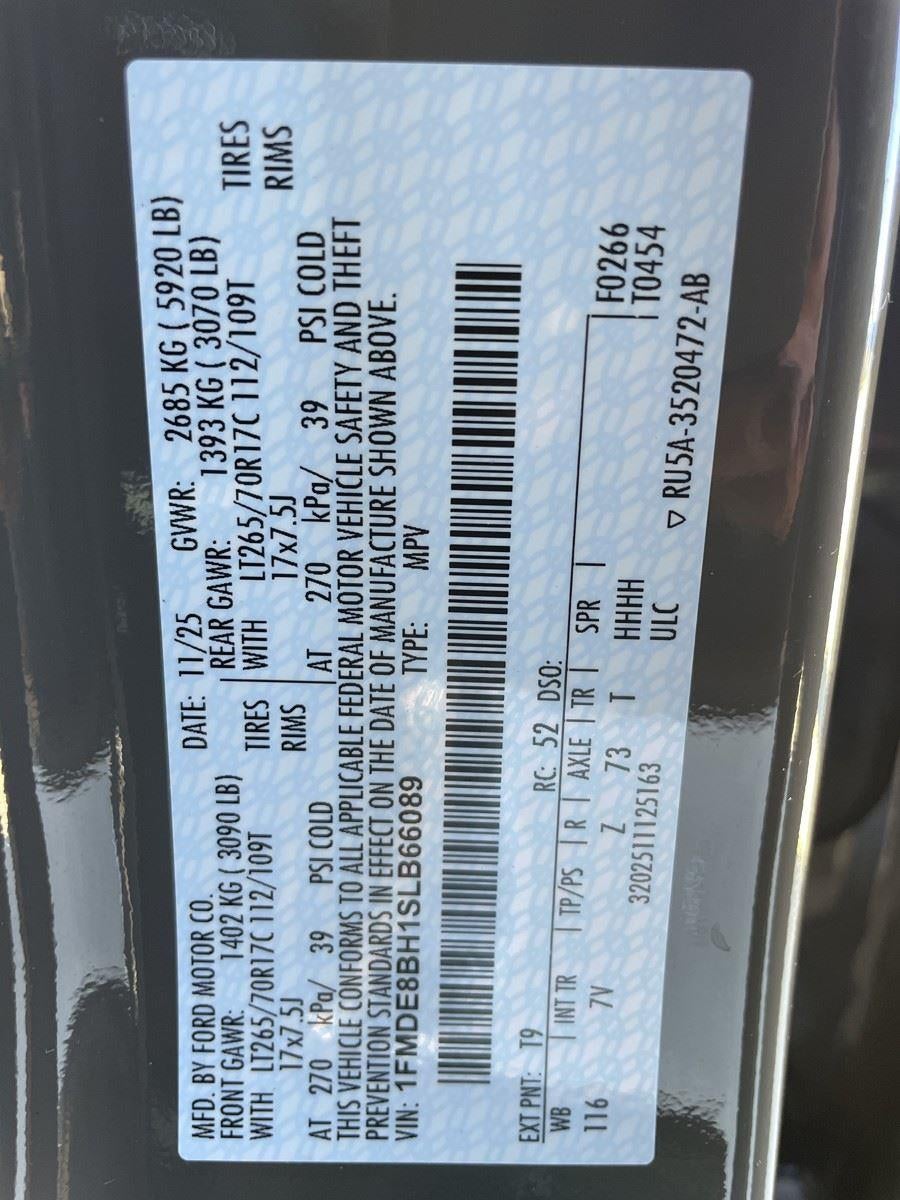 MFD. BY FORD MOTOR CO.
DATE: 11/25 GVWR: 2685 KG ( 5920 LB)
FRONT GAWR: 1402 KG ( 3090 LB) REAR GAWR: 1393 KG ( 3070 LB)
WITH LT265/70R17C 112/109T TIRES WITH LT265/70R17C 112/109T TIRES
17x7.5J RIMS 17x7.5J RIMS
AT 270 kPa/ 39 PSI COLD AT 270 kPa/ 39 PSI COLD
THIS VEHICLE CONFORMS TO ALL APPLICABLE FEDERAL MOTOR VEHICLE SAFETY AND THEFT
PREVENTION STANDARDS IN EFFECT ON THE DATE OF MANUFACTURE SHOWN ABOVE.
VIN: 1FMDE8BH1SLB66089 TYPE: MPV
EXT PNT: T9 RC: 52 DSO:
WB | INT TR | TP/PS | R | AXLE | TR | SPR | F0266
116 7V Z 73 T HHHH T0454
3202511125163 ULC
▽ RU5A-3520472-AB